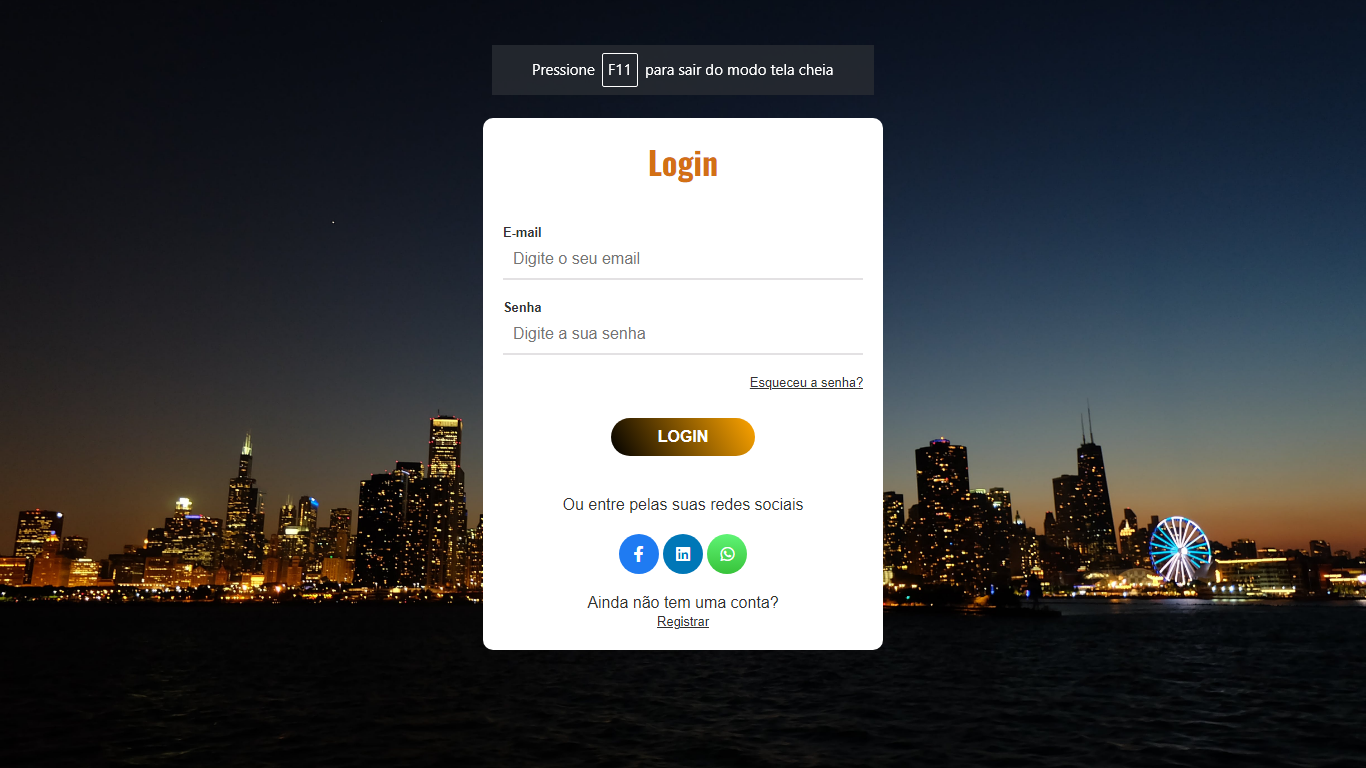 Pressione F11 para sair do modo tela cheia
Login
E-mail
Digite o seu email
Senha
Digite a sua senha
Esqueceu a senha?
LOGIN
Ou entre pelas suas redes sociais
Ainda não tem uma conta?
Registrar